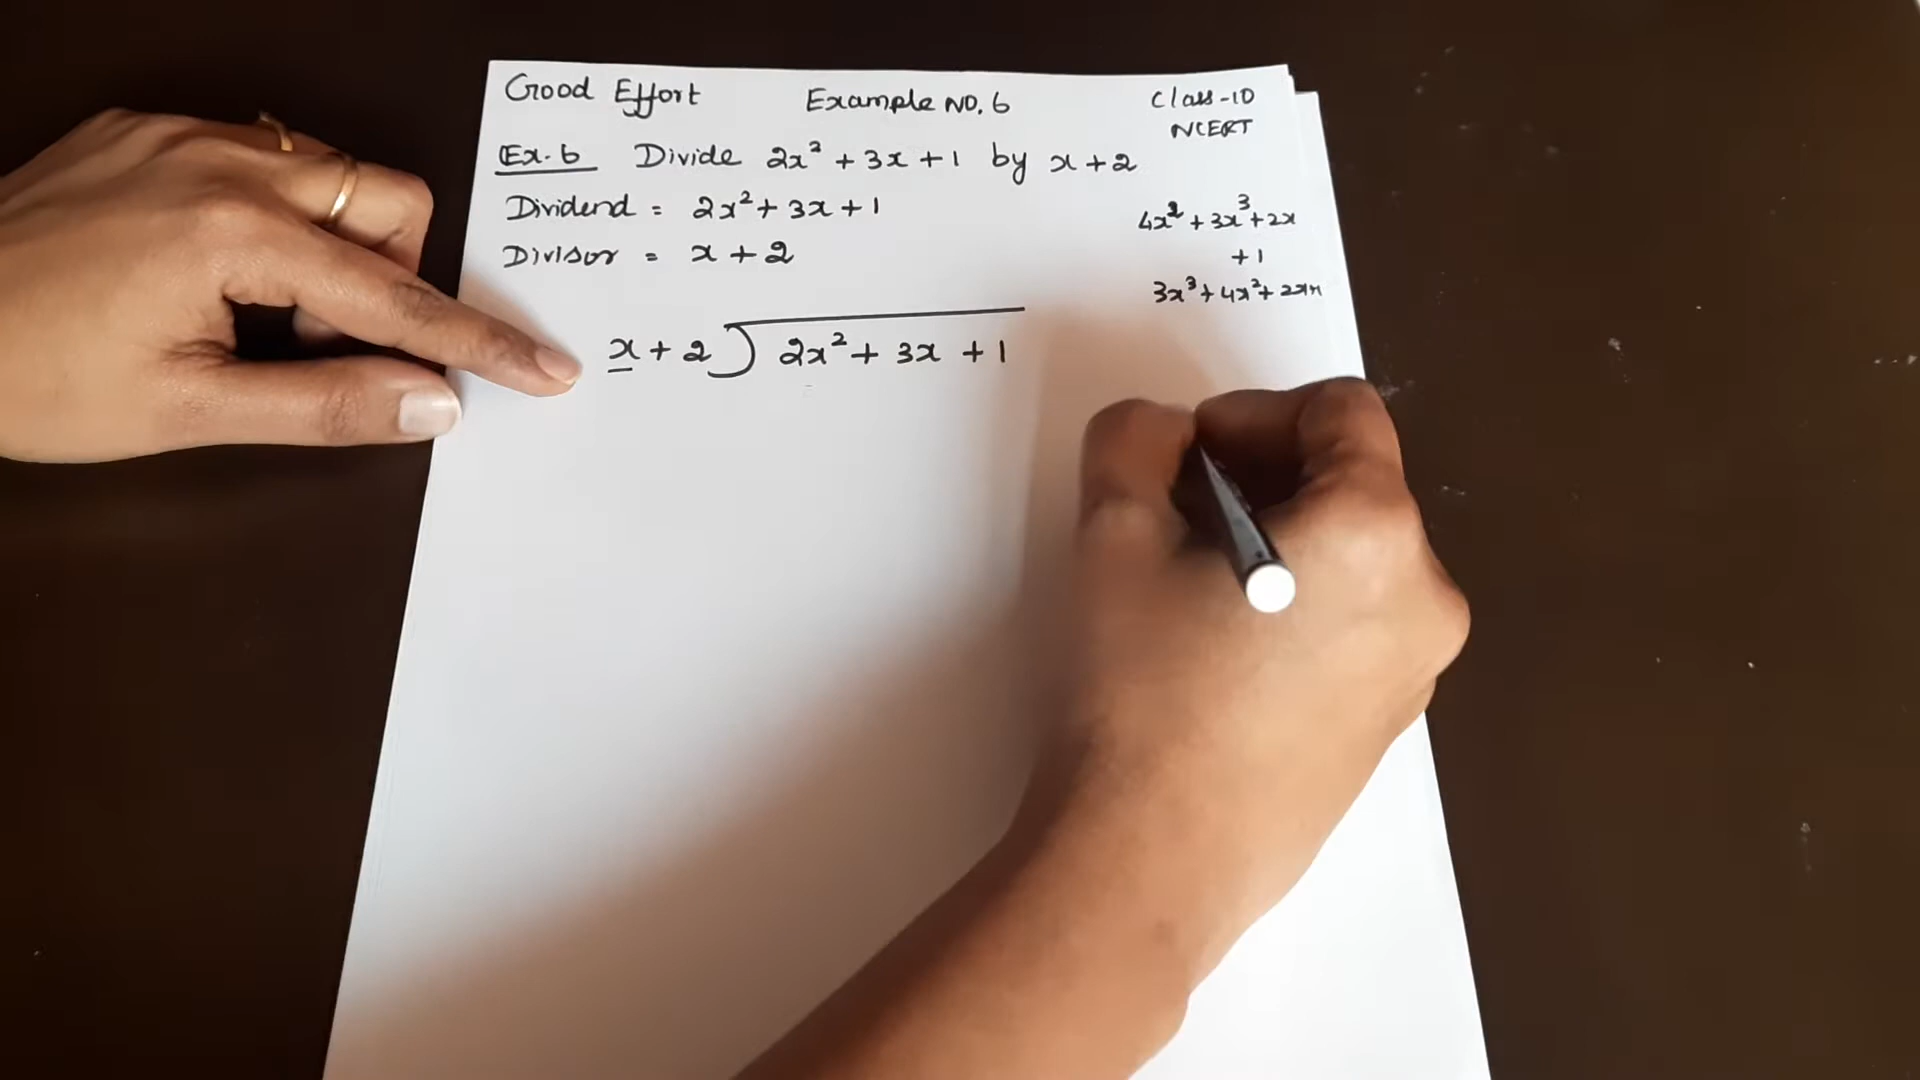 Good Effort Example NO. 6 Class-10
NCERT
Ex. 6 Divide 2x² + 3x + 1 by x + 2
Dividend = 2x² + 3x + 1
Divisor = x + 2
4x² + 3x³ + 2x
+ 1
3x³ + 4x² + 2x+1
x + 2 ) 2x² + 3x + 1